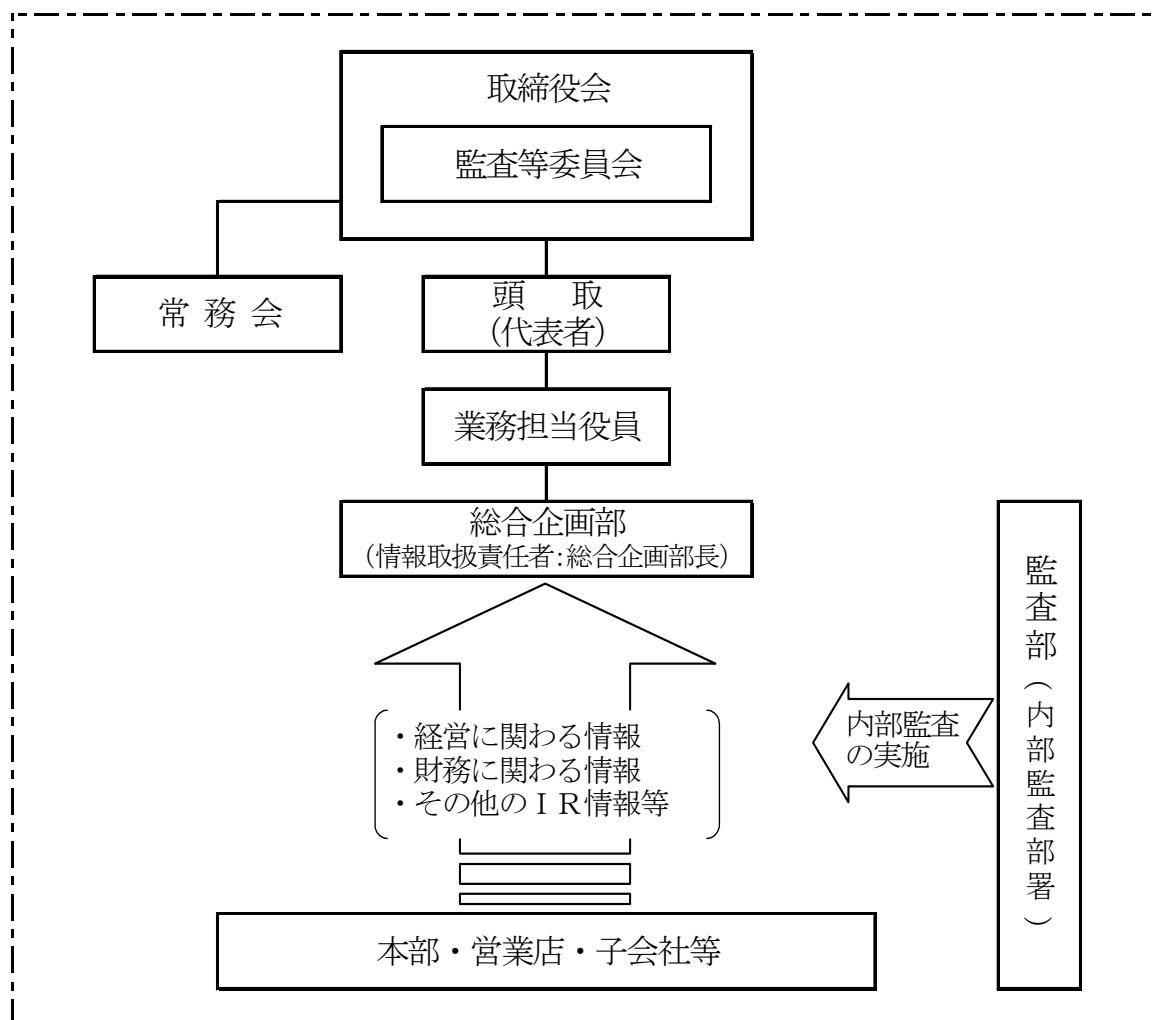 取締役会
監査等委員会
常 務 会
頭　　取
（代表者）
業務担当役員
総合企画部
（情報取扱責任者：総合企画部長）
・経営に関わる情報
・財務に関わる情報
・その他のＩＲ情報等
内部監査
の実施
監査部（内部監査部署）
本部・営業店・子会社等